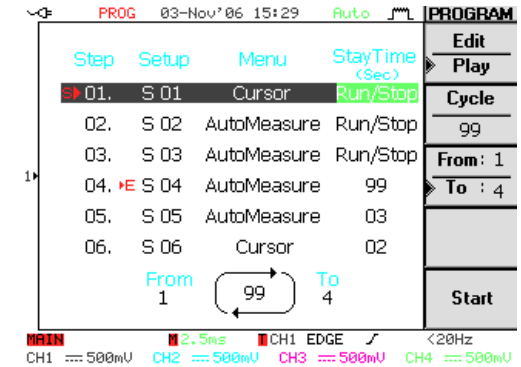 PROG 03-Nov'06 15:29 Auto PROGRAM
Edit
Play
Cycle
99
From: 1
To : 4
Start
Step Setup Menu StayTime
(Sec)
S 01. S 01 Cursor Run/Stop
02. S 02 AutoMeasure Run/Stop
03. S 03 AutoMeasure Run/Stop
1
04. E S 04 AutoMeasure 99
05. S 05 AutoMeasure 03
06. S 06 Cursor 02
From To
1 99 4
MAIN M 2.5ms T CH1 EDGE <20Hz
CH1 500mV CH2 500mV CH3 500mV CH4 500mV